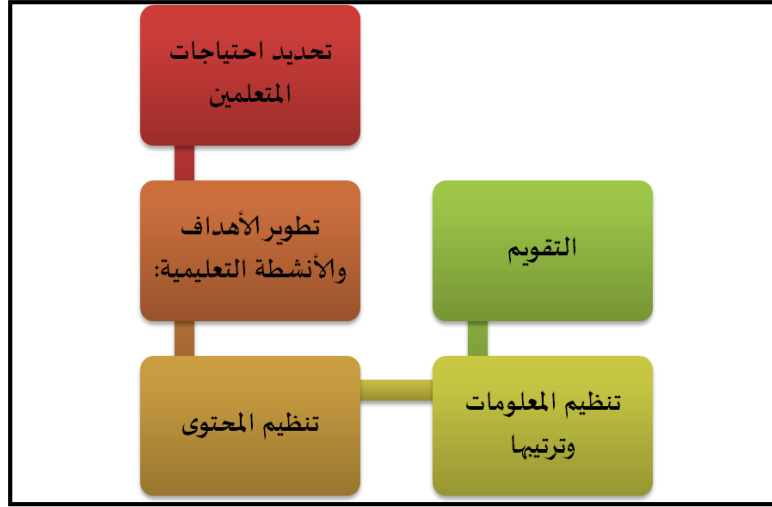 تحديد احتياجات
المتعلمين
تطوير الأهداف
والأنشطة التعليمية:
تنظيم المحتوى
تنظيم المعلومات
وترتيبها
التقويم